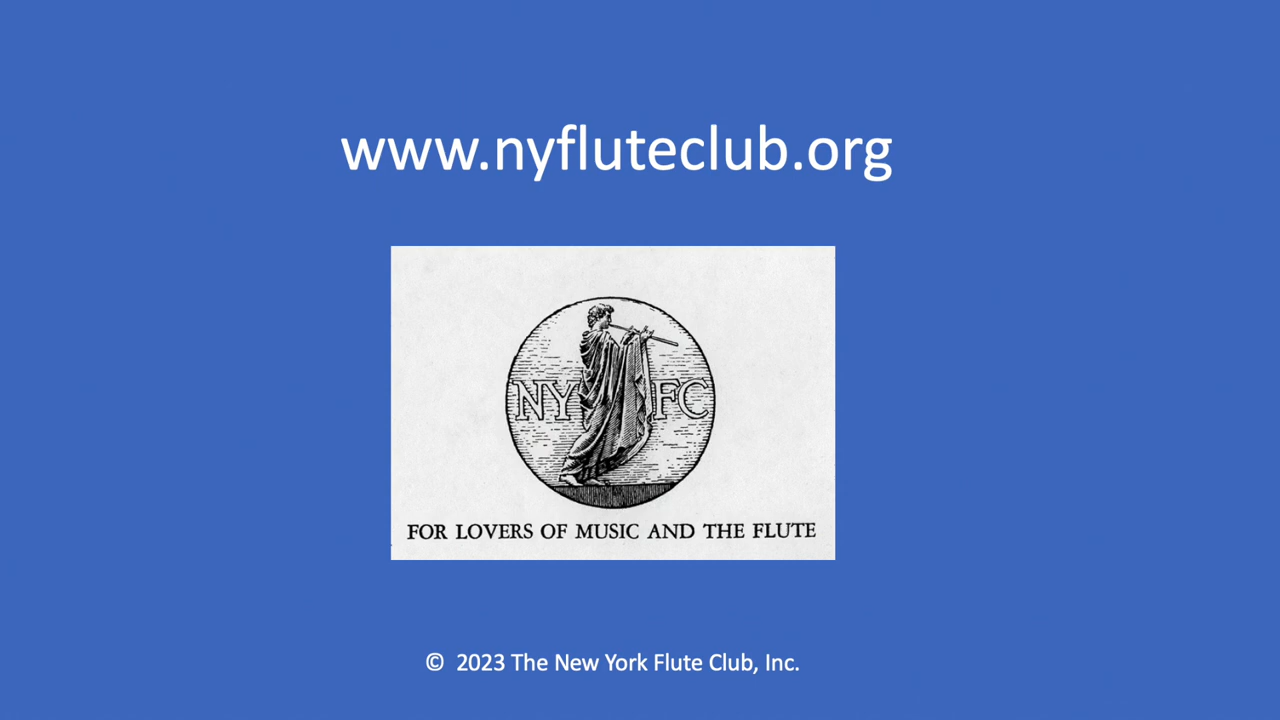 www.nyfluteclub.org
NY FC
FOR LOVERS OF MUSIC AND THE FLUTE
© 2023 The New York Flute Club, Inc.